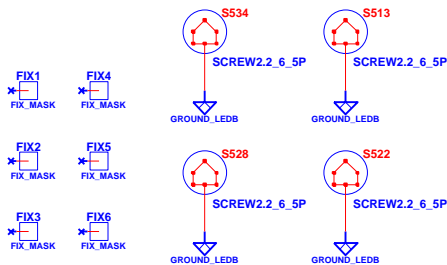 S534 S513
SCREW2.2_6_5P SCREW2.2_6_5P
FIX1 FIX4
FIX_MASK FIX_MASK
GROUND_LEDB GROUND_LEDB
FIX2 FIX5 S528 S522
FIX_MASK FIX_MASK
SCREW2.2_6_5P SCREW2.2_6_5P
FIX3 FIX6
FIX_MASK FIX_MASK
GROUND_LEDB GROUND_LEDB